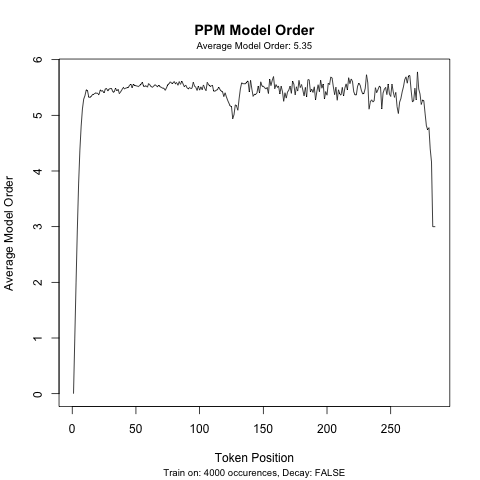 PPM Model Order
Average Model Order: 5.35
Average Model Order
6
5
4
3
2
1
0
0 50 100 150 200 250
Token Position
Train on: 4000 occurences, Decay: FALSE